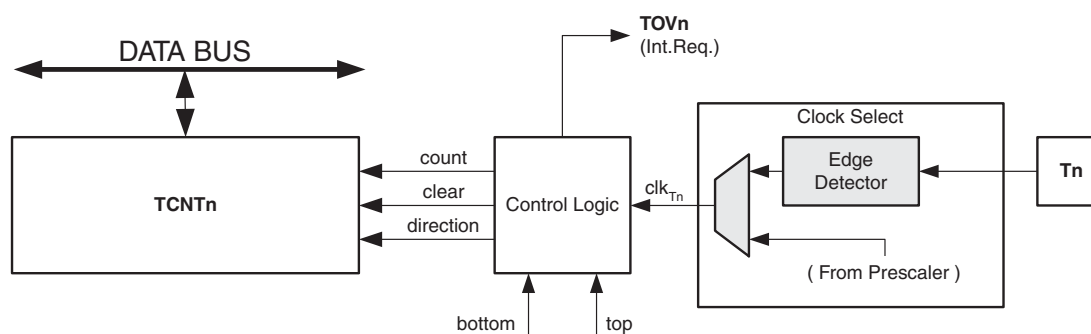 TOVn
(Int.Req.)
DATA BUS
Clock Select
count
clear
direction
TCNTn
Control Logic
clkTn
Edge
Detector
Tn
( From Prescaler )
bottom
top